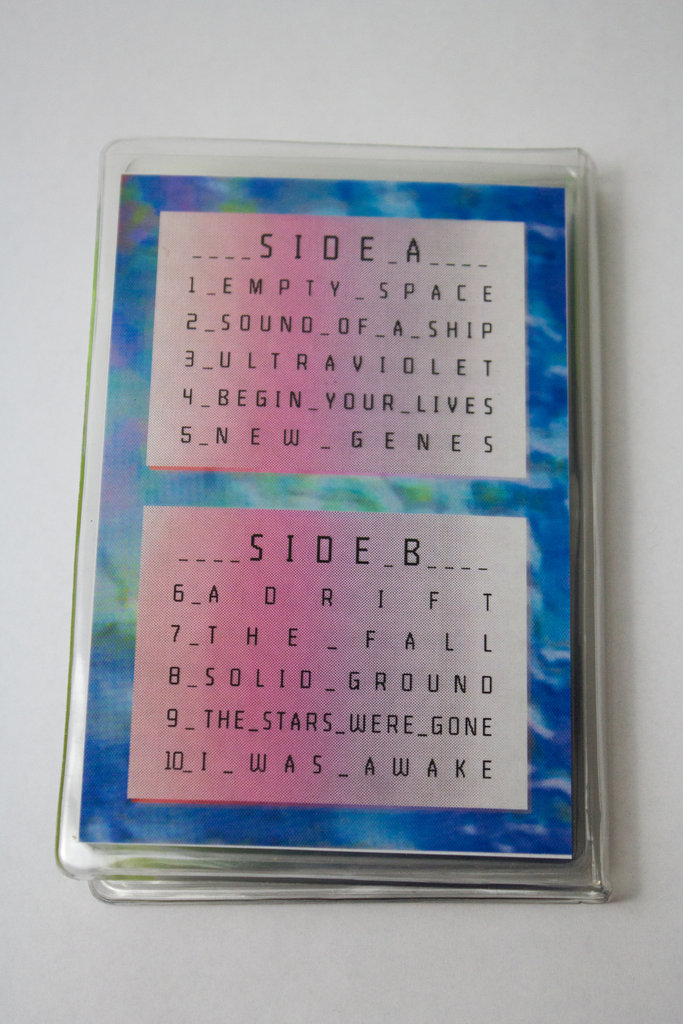 ____SIDE_A____
1_EMPTY_SPACE
2_SOUND_OF_A_SHIP
3_ULTRAVIOLET
4_BEGIN_YOUR_LIVES
5_NEW_GENES
____SIDE_B____
6_ADRIFT
7_THE_FALL
8_SOLID_GROUND
9_THE_STARS_WERE_GONE
10_I_WAS_AWAKE